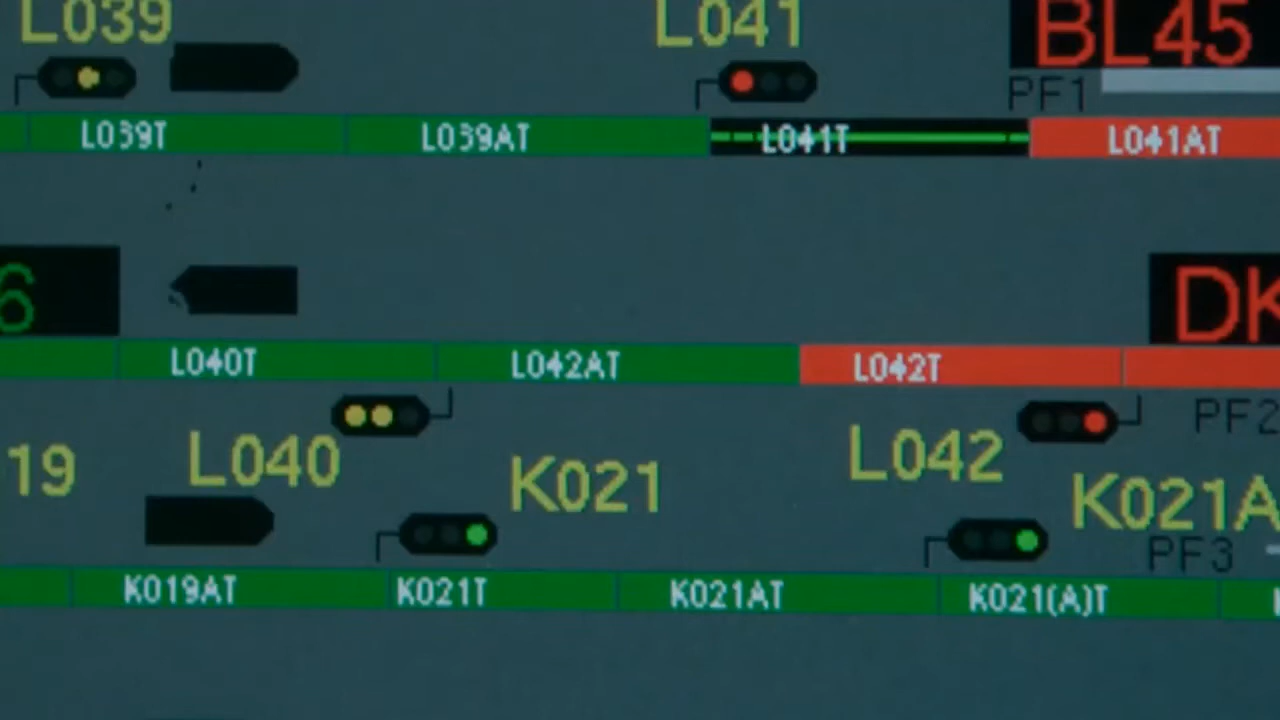 L039 L041 BL45
PF1
L039T L039AT L041T L041AT
6 DK
L040T L042AT L042T
PF2
19 L040 K021 L042 K021A
PF3
K019AT K021T K021AT K021(A)T